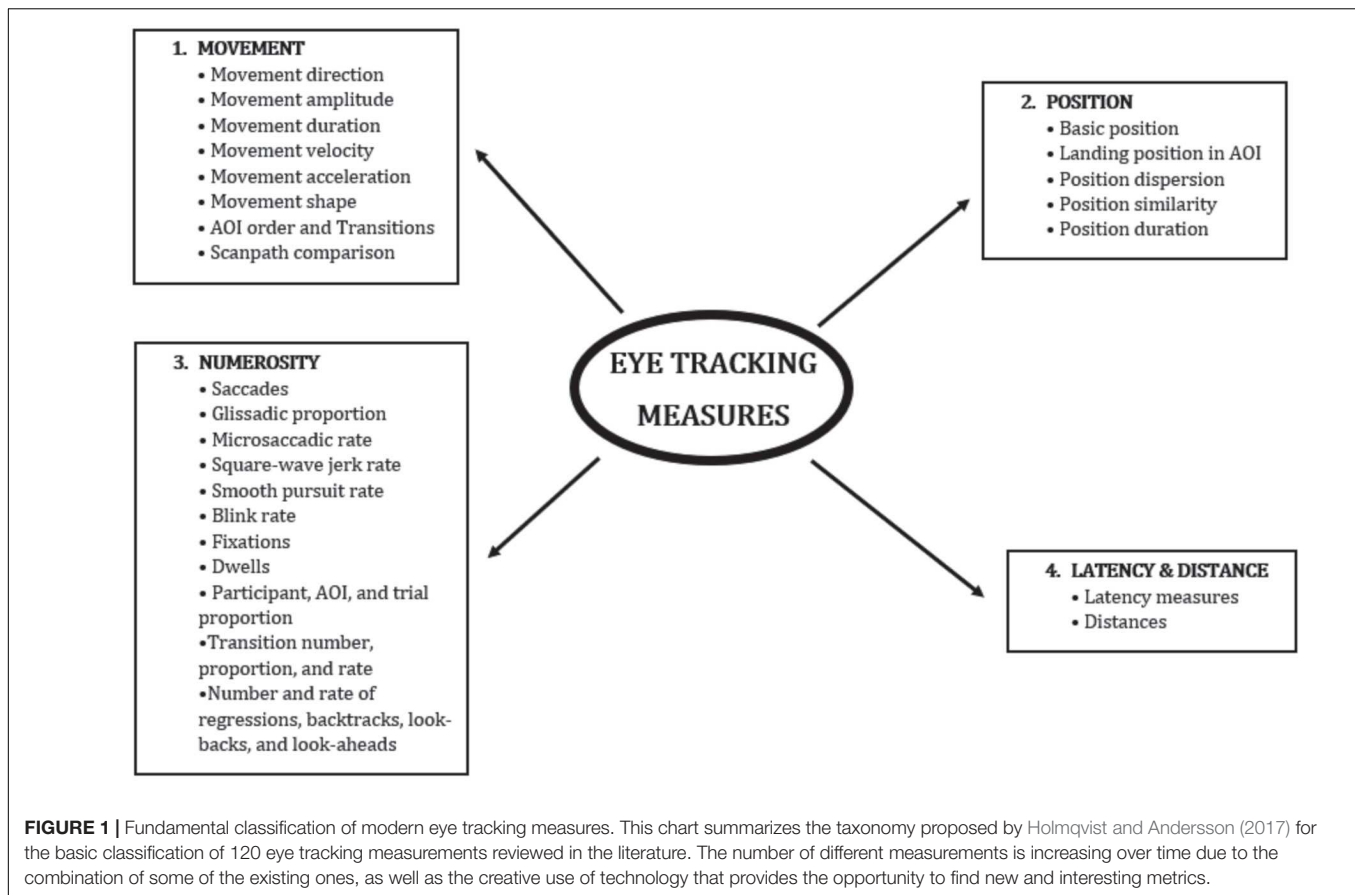 1. MOVEMENT
• Movement direction
• Movement amplitude
• Movement duration
• Movement velocity
• Movement acceleration
• Movement shape
• AOI order and Transitions
• Scanpath comparison
2. POSITION
• Basic position
• Landing position in AOI
• Position dispersion
• Position similarity
• Position duration
EYE TRACKING
MEASURES
3. NUMEROSITY
• Saccades
• Glissadic proportion
• Microsaccadic rate
• Square-wave jerk rate
• Smooth pursuit rate
• Blink rate
• Fixations
• Dwells
• Participant, AOI, and trial
proportion
•Transition number,
proportion, and rate
•Number and rate of
regressions, backtracks, look-
backs, and look-aheads
4. LATENCY & DISTANCE
• Latency measures
• Distances
FIGURE 1 | Fundamental classification of modern eye tracking measures. This chart summarizes the taxonomy proposed by Holmqvist and Andersson (2017) for
the basic classification of 120 eye tracking measurements reviewed in the literature. The number of different measurements is increasing over time due to the
combination of some of the existing ones, as well as the creative use of technology that provides the opportunity to find new and interesting metrics.